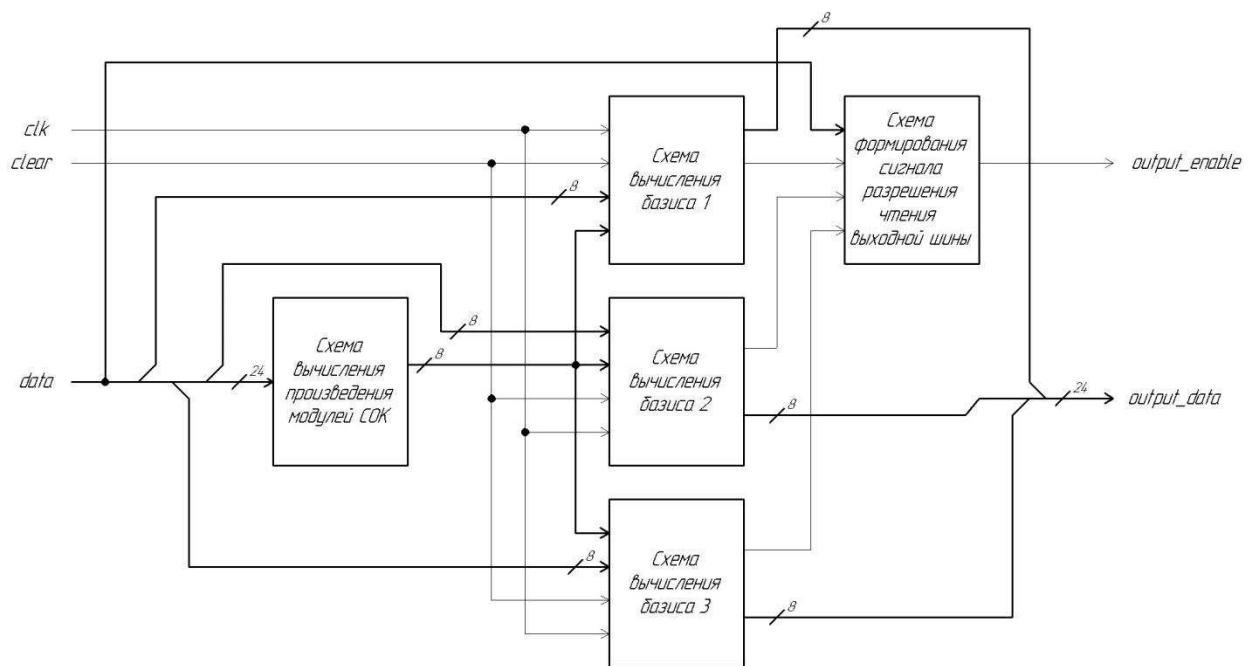 8
clk
clear
8
Схема
вычисления
базиса 1
Схема
формирования
сигнала
разрешения
чтения
выходной шины
output_enable
8
8
data
24
Схема
вычисления
произведения
модулей СОК
Схема
вычисления
базиса 2
8
24
output_data
8
Схема
вычисления
базиса 3
8